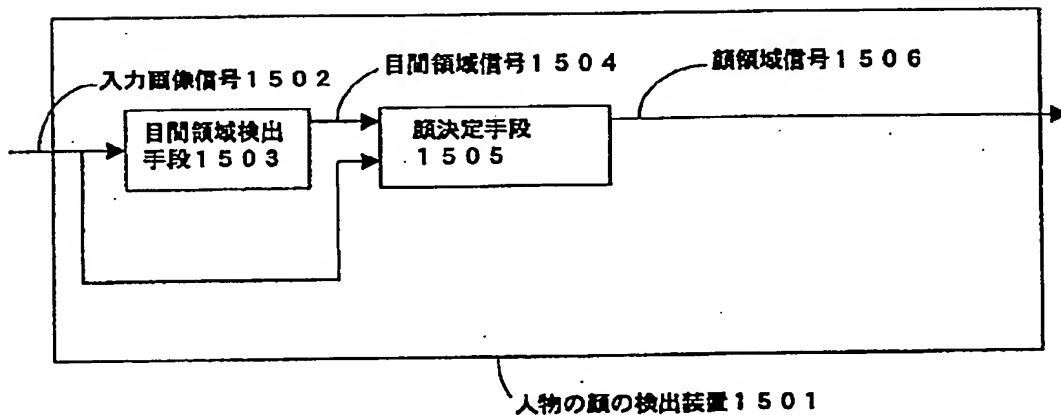 入力画像信号1502
目間領域信号1504
顔領域信号1506
目間領域検出
手段1503
顔決定手段
1505
人物の顔の検出装置1501